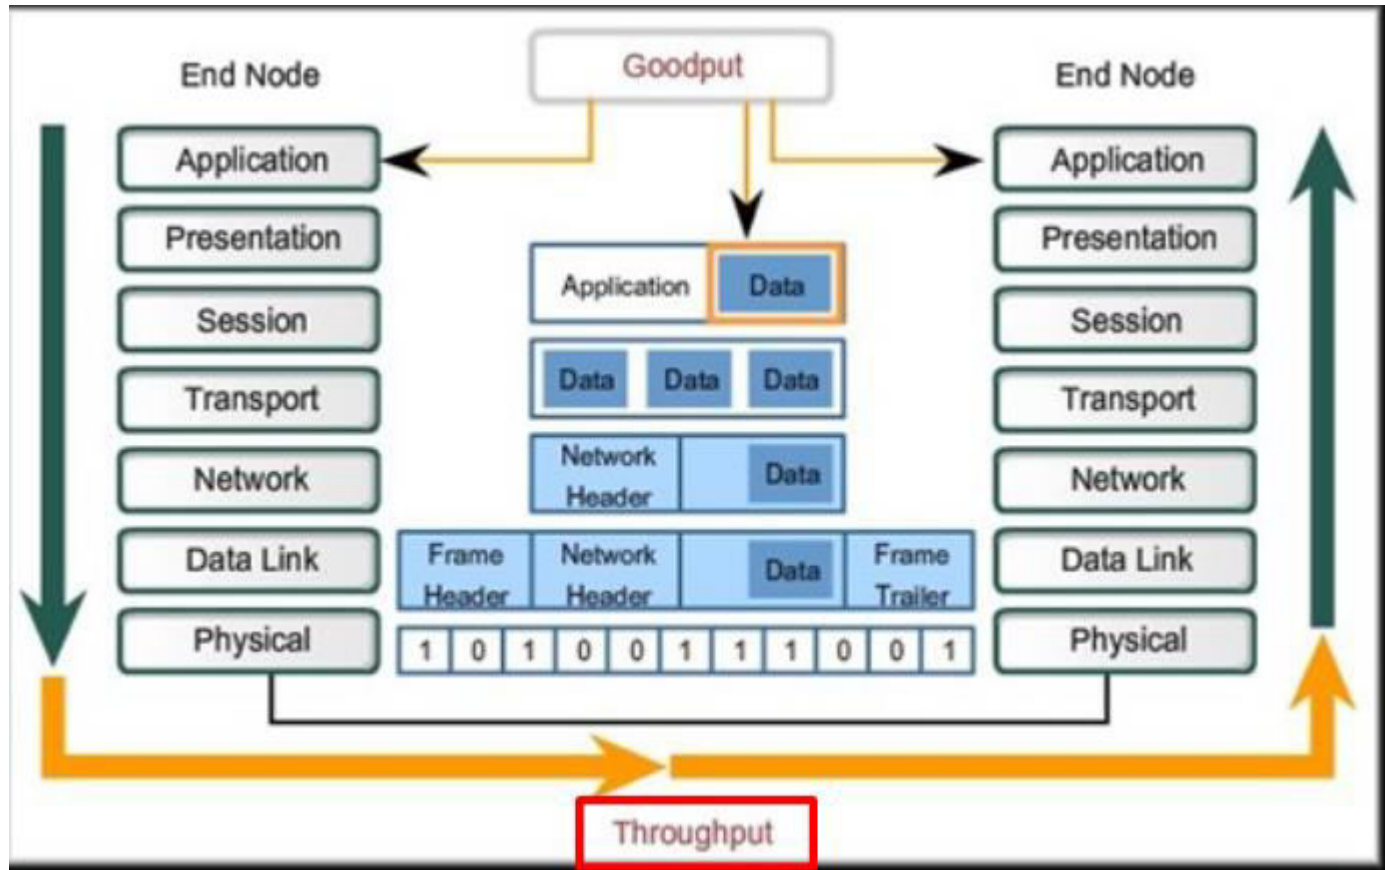 Goodput
End Node
End Node
Application
Application
Presentation
Presentation
Application Data
Session
Session
Data Data Data
Transport
Transport
Network
Header
Data
Network
Network
Frame
Header
Network
Header
Data
Frame
Trailer
Data Link
Data Link
Physical
1 0 1 0 0 1 1 1 0 0 1
Physical
Throughput